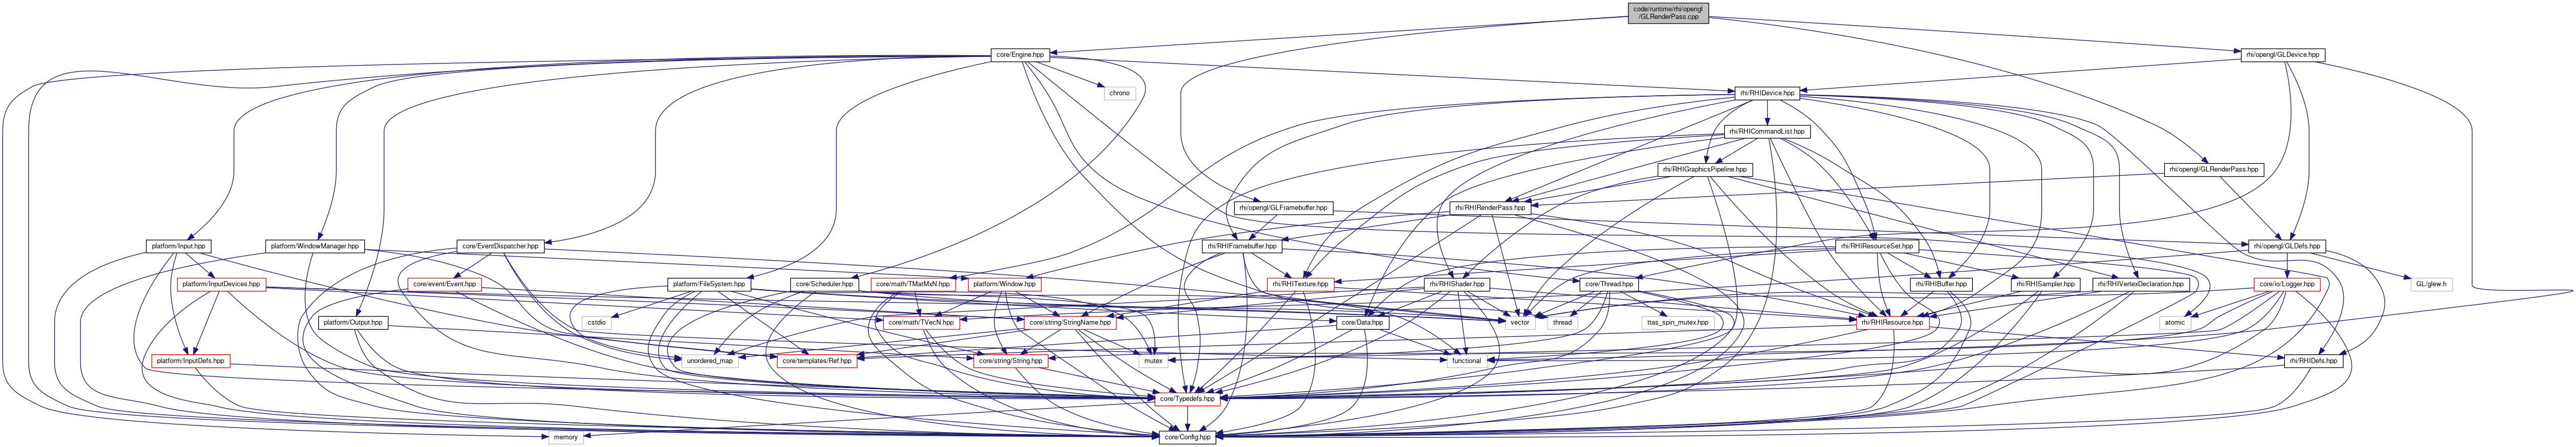 code/runtime/rhi/opengl
/GLRenderPass.cpp
core/Engine.hpp
rhi/opengl/GLDevice.hpp
chrono
rhi/RHIDevice.hpp
rhi/RHICommandList.hpp
rhi/RHIGraphicsPipeline.hpp
rhi/opengl/GLRenderPass.hpp
rhi/opengl/GLFramebuffer.hpp
rhi/RHIRenderPass.hpp
platform/Input.hpp
platform/WindowManager.hpp
core/EventDispatcher.hpp
rhi/RHIFramebuffer.hpp
rhi/RHIResourceSet.hpp
rhi/opengl/GLDefs.hpp
platform/InputDevices.hpp
core/event/Event.hpp
platform/FileSystem.hpp
core/Scheduler.hpp
core/math/TMatMxN.hpp
platform/Window.hpp
rhi/RHITexture.hpp
rhi/RHIShader.hpp
core/Thread.hpp
rhi/RHIBuffer.hpp
rhi/RHISampler.hpp
rhi/RHIVertexDeclaration.hpp
core/io/Logger.hpp
GL/glew.h
platform/Output.hpp
cstdio
core/math/TVecN.hpp
core/string/StringName.hpp
core/Data.hpp
vector
thread
ttas_spin_mutex.hpp
rhi/RHIResource.hpp
atomic
platform/InputDefs.hpp
unordered_map
core/templates/Ref.hpp
core/string/String.hpp
mutex
functional
rhi/RHIDefs.hpp
core/Typedefs.hpp
memory
core/Config.hpp